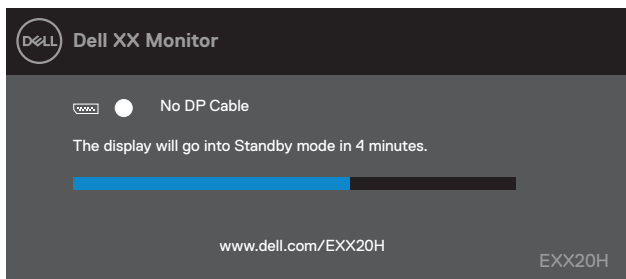 DELL
Dell XX Monitor
No DP Cable
The display will go into Standby mode in 4 minutes.
www.dell.com/EXX20H
EXX20H